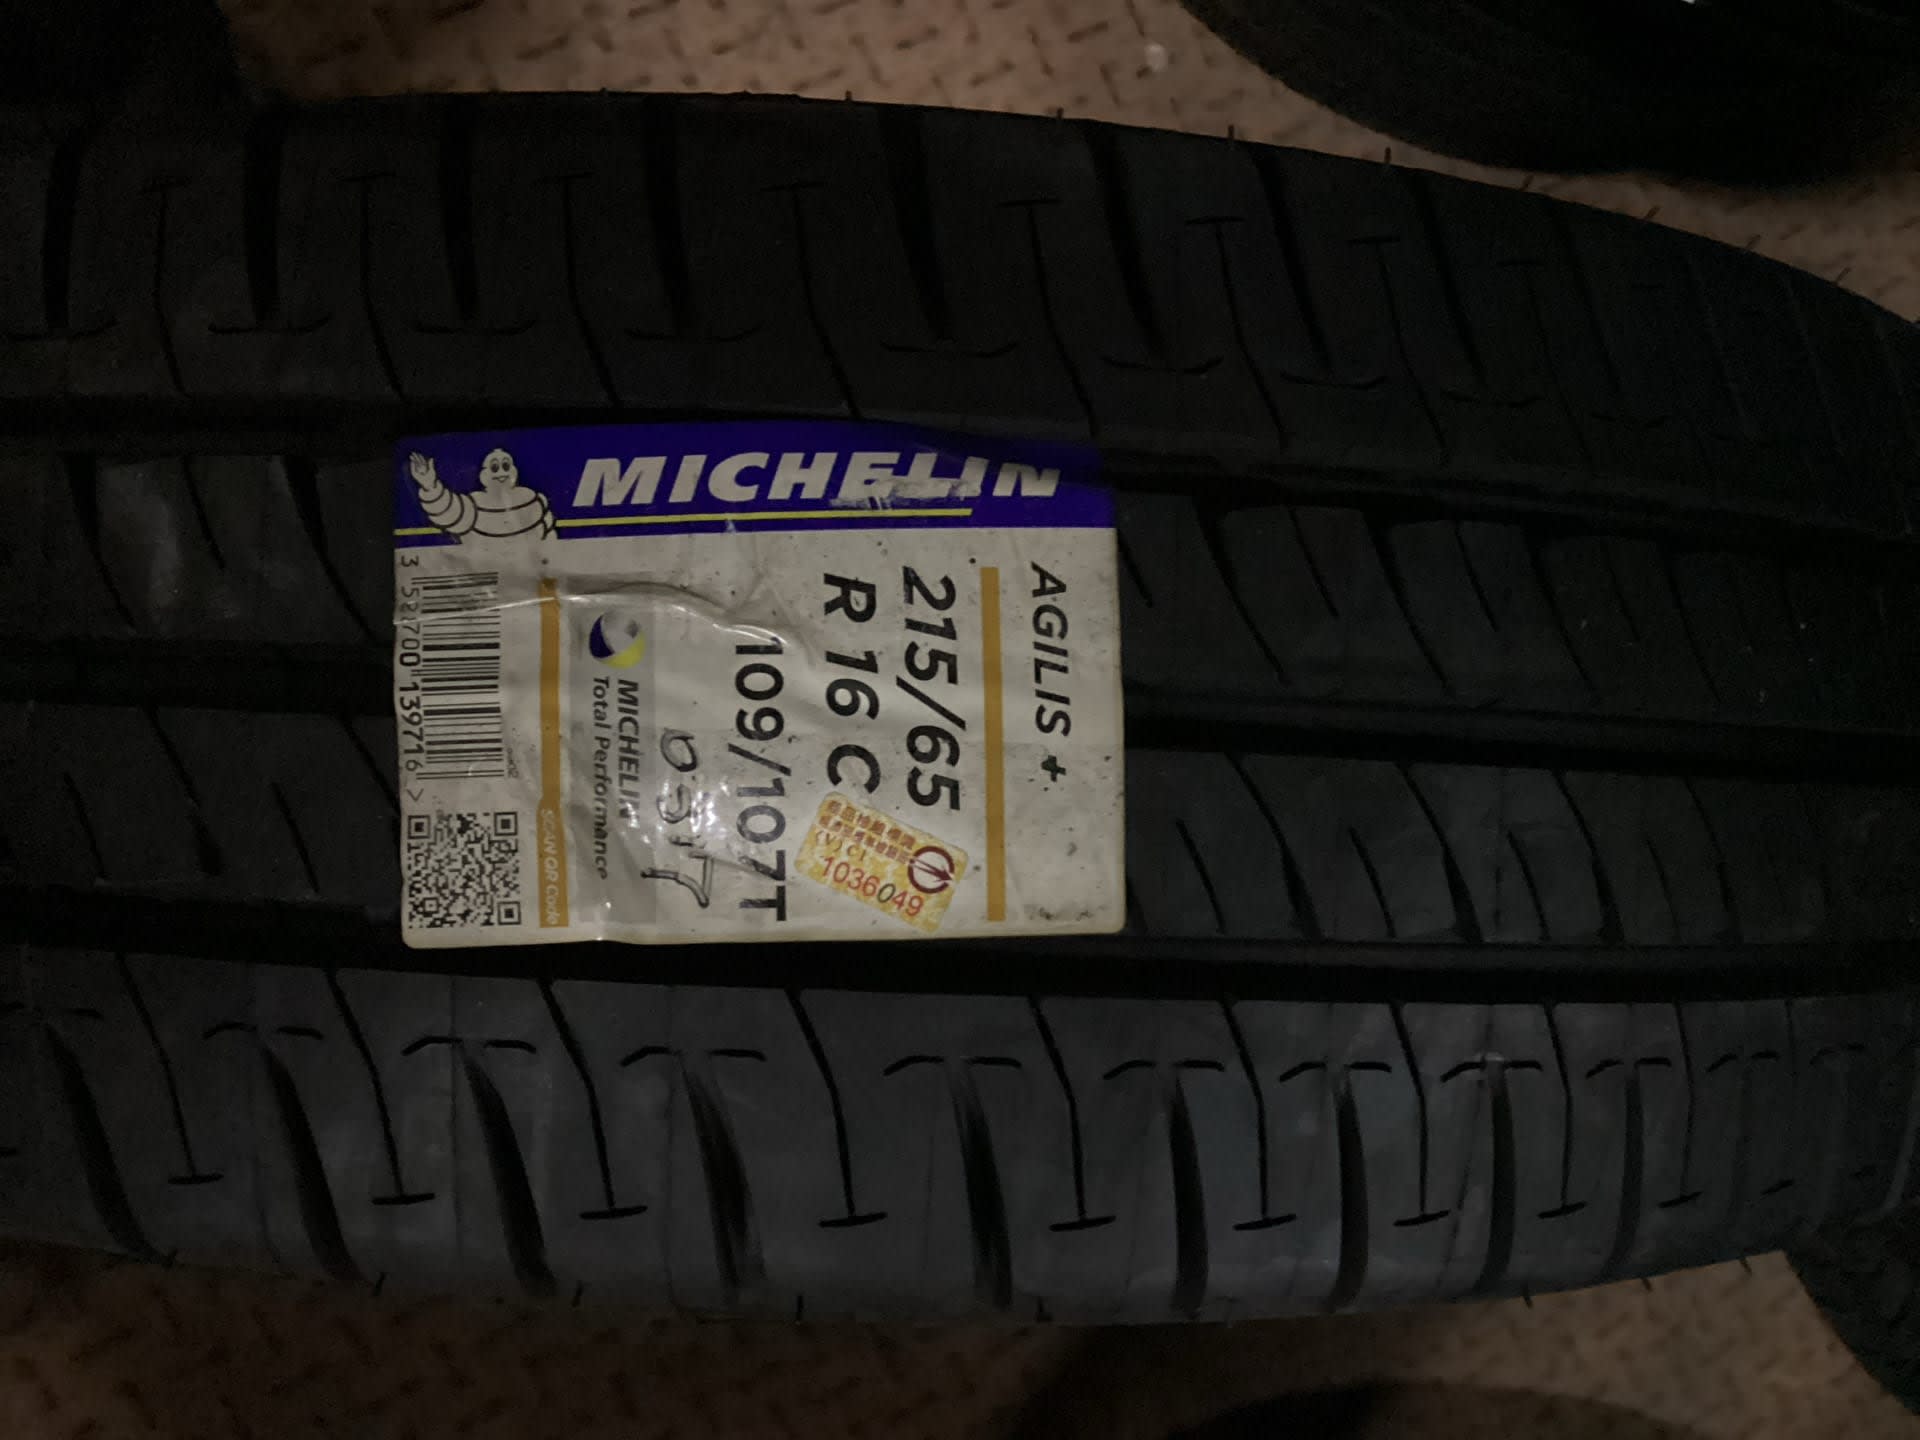 MICHELIN
AGILIS +
215/65
R 16 C
109/107T
MICHELIN
Total Performance
SCAN QR Code
3 528700 139716 >
1036049